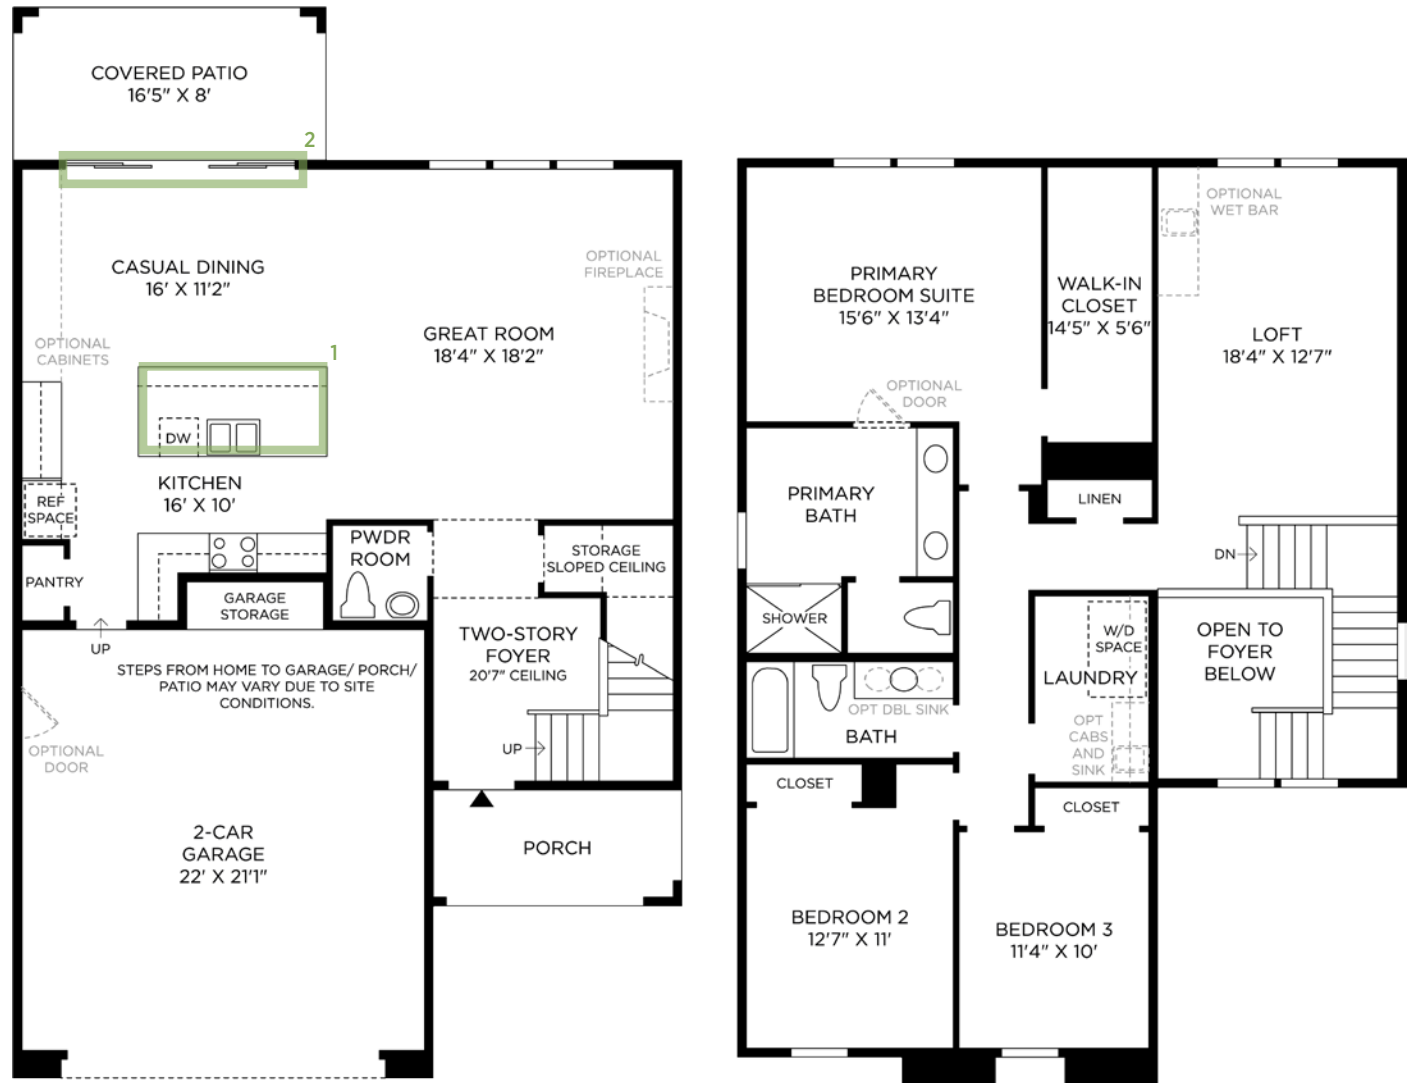 COVERED PATIO
16'5" X 8'
2
CASUAL DINING
16' X 11'2"
OPTIONAL
FIREPLACE
GREAT ROOM
18'4" X 18'2"
OPTIONAL
CABINETS
1
DW
KITCHEN
16' X 10'
REF
SPACE
PWDR
ROOM
STORAGE
SLOPED CEILING
PANTRY
GARAGE
STORAGE
UP
TWO-STORY
FOYER
20'7" CEILING
STEPS FROM HOME TO GARAGE/ PORCH/
PATIO MAY VARY DUE TO SITE
CONDITIONS.
OPTIONAL
DOOR
UP
2-CAR
GARAGE
22' X 21'1"
PORCH
PRIMARY
BEDROOM SUITE
15'6" X 13'4"
WALK-IN
CLOSET
14'5" X 5'6"
OPTIONAL
WET BAR
LOFT
18'4" X 12'7"
OPTIONAL
DOOR
PRIMARY
BATH
LINEN
DN
SHOWER
W/D
SPACE
LAUNDRY
OPEN TO
FOYER
BELOW
OPT DBL SINK
BATH
OPT
CABS
AND
SINK
CLOSET
CLOSET
BEDROOM 2
12'7" X 11'
BEDROOM 3
11'4" X 10'